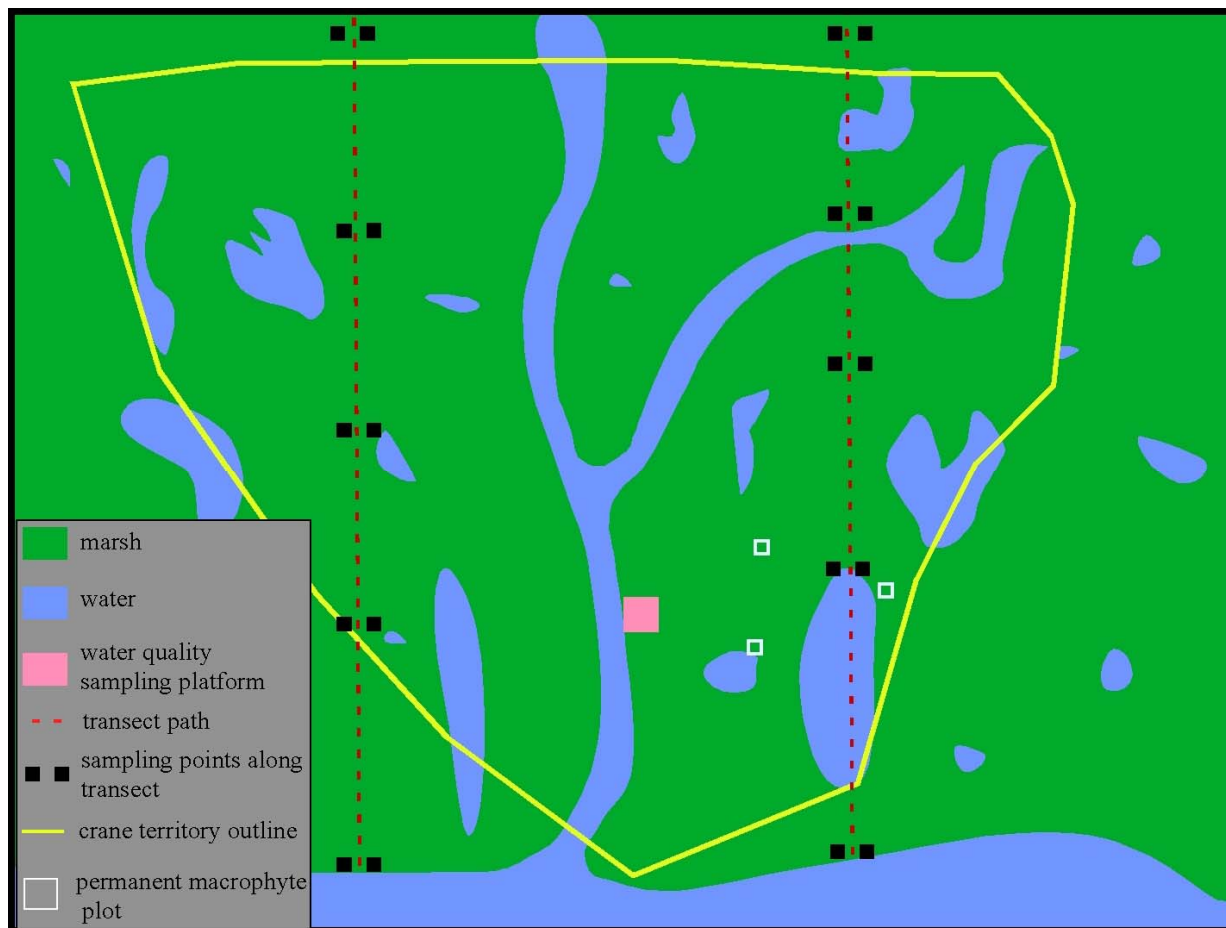 marsh
water
water quality
sampling platform
transect path
sampling points along
transect
crane territory outline
permanent macrophyte
plot